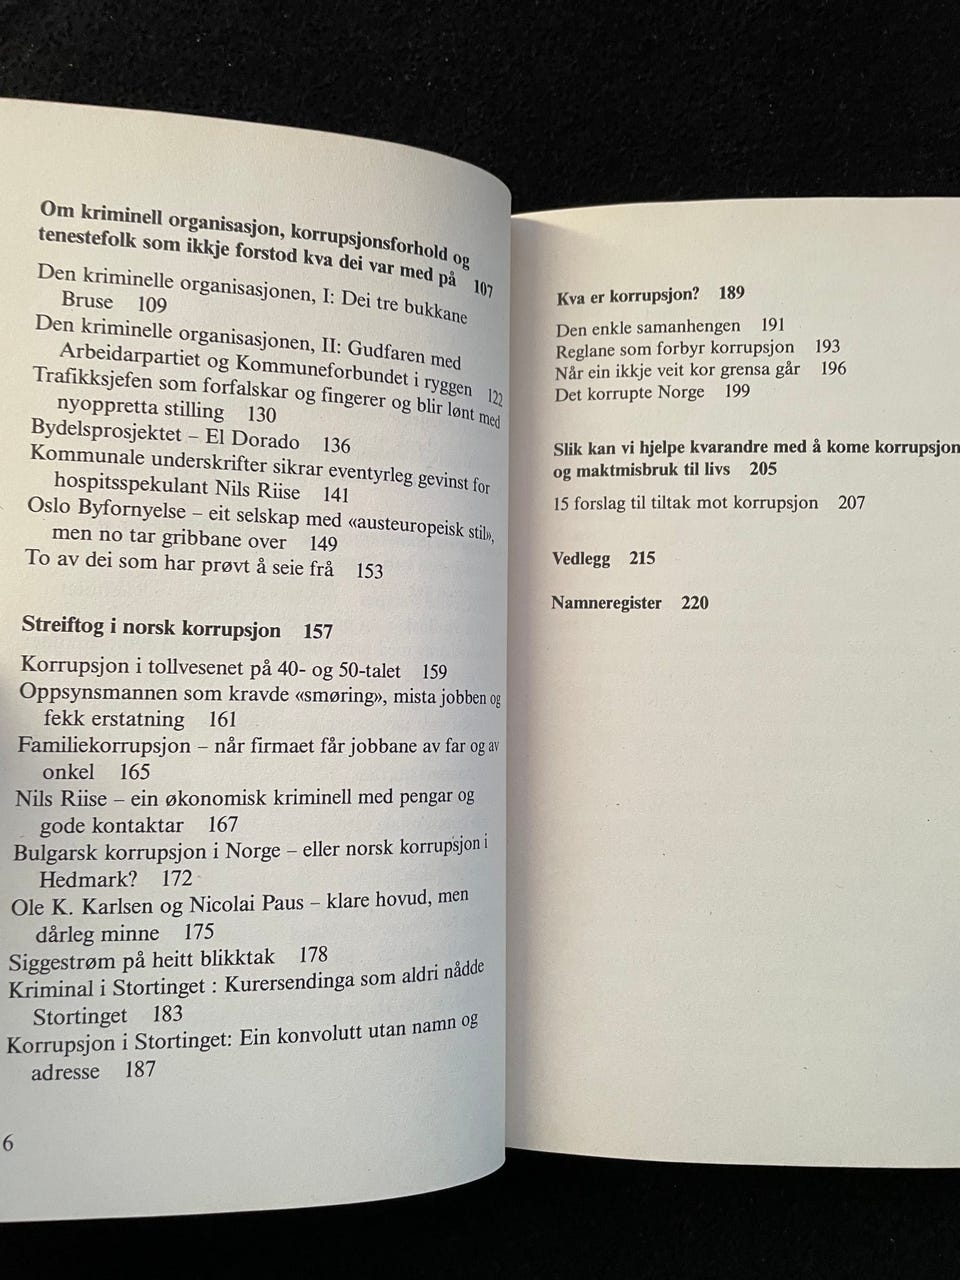 Om kriminell organisasjon, korrupsjonsforhold og
tenestefolk som ikkje forstod kva dei var med på 107
Den kriminelle organisasjonen, I: Dei tre bukkane
Bruse 109
Den kriminelle organisasjonen, II: Gudfaren med
Arbeidarpartiet og Kommuneforbundet i ryggen 122
Trafikksjefen som forfalskar og fingerer og blir lønt med
nyoppretta stilling 130
Bydelsprosjektet – El Dorado 136
Kommunale underskrifter sikrar eventyrleg gevinst for
hospitsspekulant Nils Riise 141
Oslo Byfornyelse – eit selskap med «austeuropeisk stil»,
men no tar gribbane over 149
To av dei som har prøvt å seie frå 153
Streiftog i norsk korrupsjon 157
Korrupsjon i tollvesenet på 40- og 50-talet 159
Oppsynsmannen som kravde «smøring», mista jobben og
fekk erstatning 161
Familiekorrupsjon – når firmaet får jobbane av far og av
onkel 165
Nils Riise – ein økonomisk kriminell med pengar og
gode kontaktar 167
Bulgarsk korrupsjon i Norge – eller norsk korrupsjon i
Hedmark? 172
Ole K. Karlsen og Nicolai Paus – klare hovud, men
dårleg minne 175
Siggestrøm på heitt blikktak 178
Kriminal i Stortinget : Kurersendinga som aldri nådde
Stortinget 183
Korrupsjon i Stortinget: Ein konvolutt utan namn og
adresse 187
6
Kva er korrupsjon? 189
Den enkle samanhengen 191
Reglane som forbyr korrupsjon 193
Når ein ikkje veit kor grensa går 196
Det korrupte Norge 199
Slik kan vi hjelpe kvarandre med å kome korrupsjon
og maktmisbruk til livs 205
15 forslag til tiltak mot korrupsjon 207
Vedlegg 215
Namneregister 220